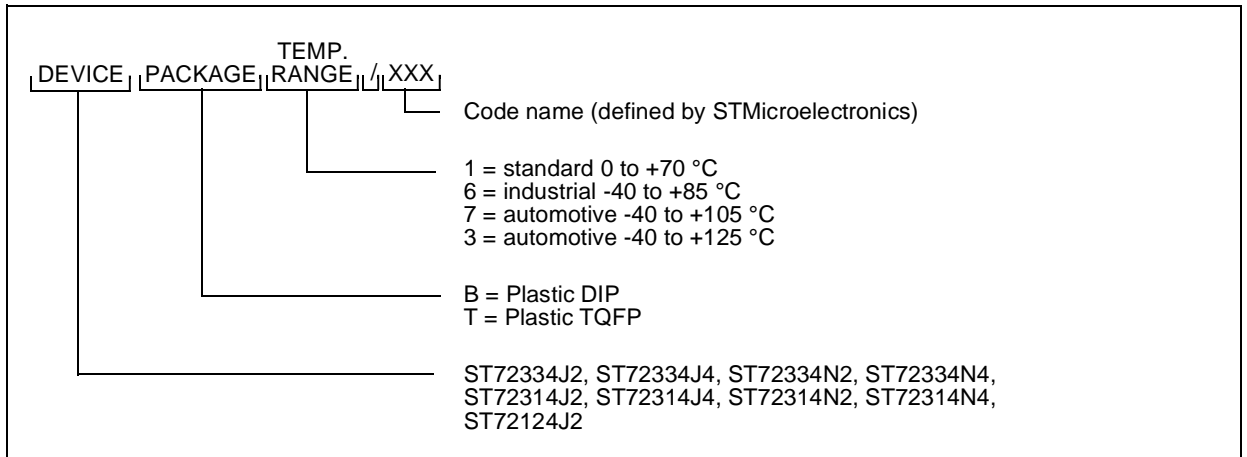 TEMP.
DEVICE PACKAGE RANGE / XXX
Code name (defined by STMicroelectronics)
1 = standard 0 to +70 °C
6 = industrial -40 to +85 °C
7 = automotive -40 to +105 °C
3 = automotive -40 to +125 °C
B = Plastic DIP
T = Plastic TQFP
ST72334J2, ST72334J4, ST72334N2, ST72334N4,
ST72314J2, ST72314J4, ST72314N2, ST72314N4,
ST72124J2